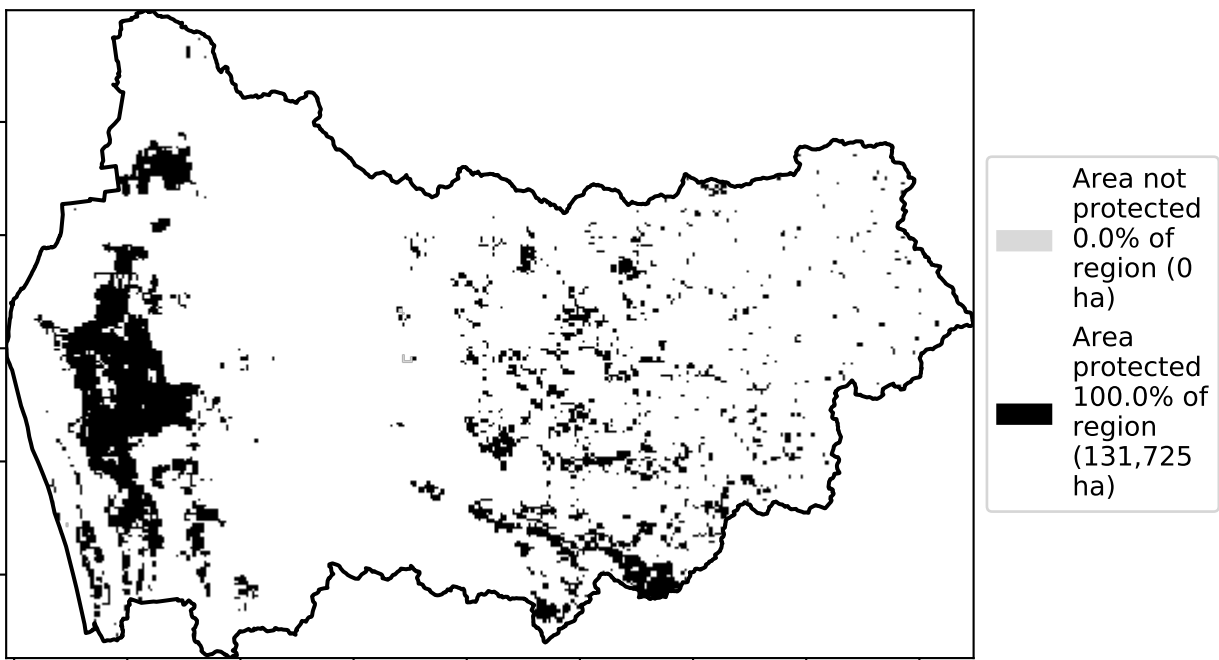 Area not
protected
0.0% of
region (0
ha)
Area
protected
100.0% of
region
(131,725
ha)